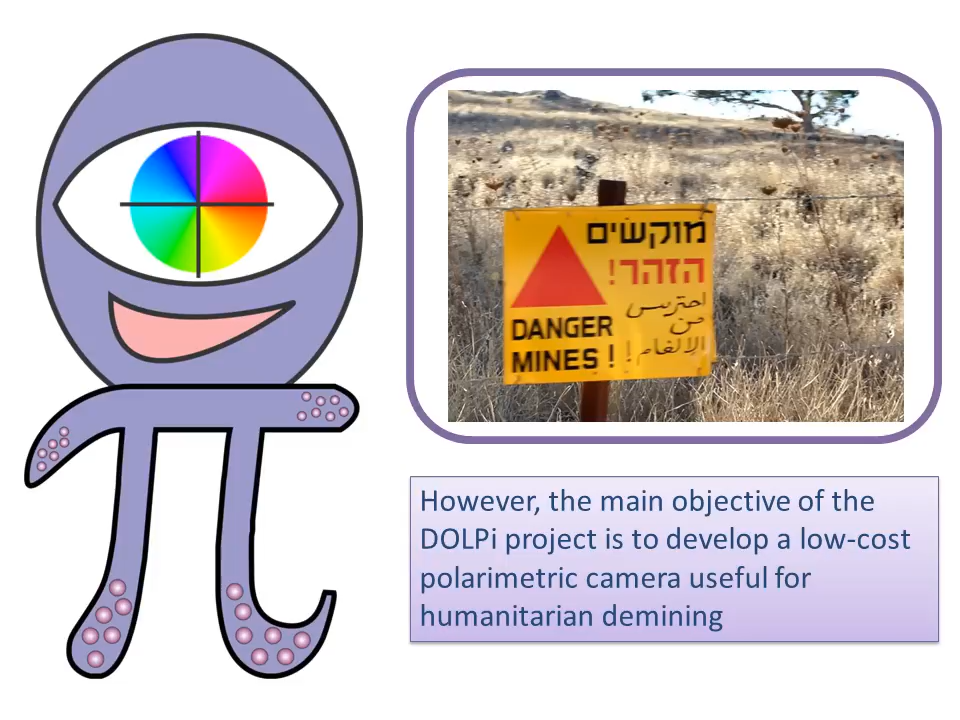 מוקשים
הזהר!
احترس
من
الالغام!
DANGER
MINES!
However, the main objective of the
DOLPi project is to develop a low-cost
polarimetric camera useful for
humanitarian demining